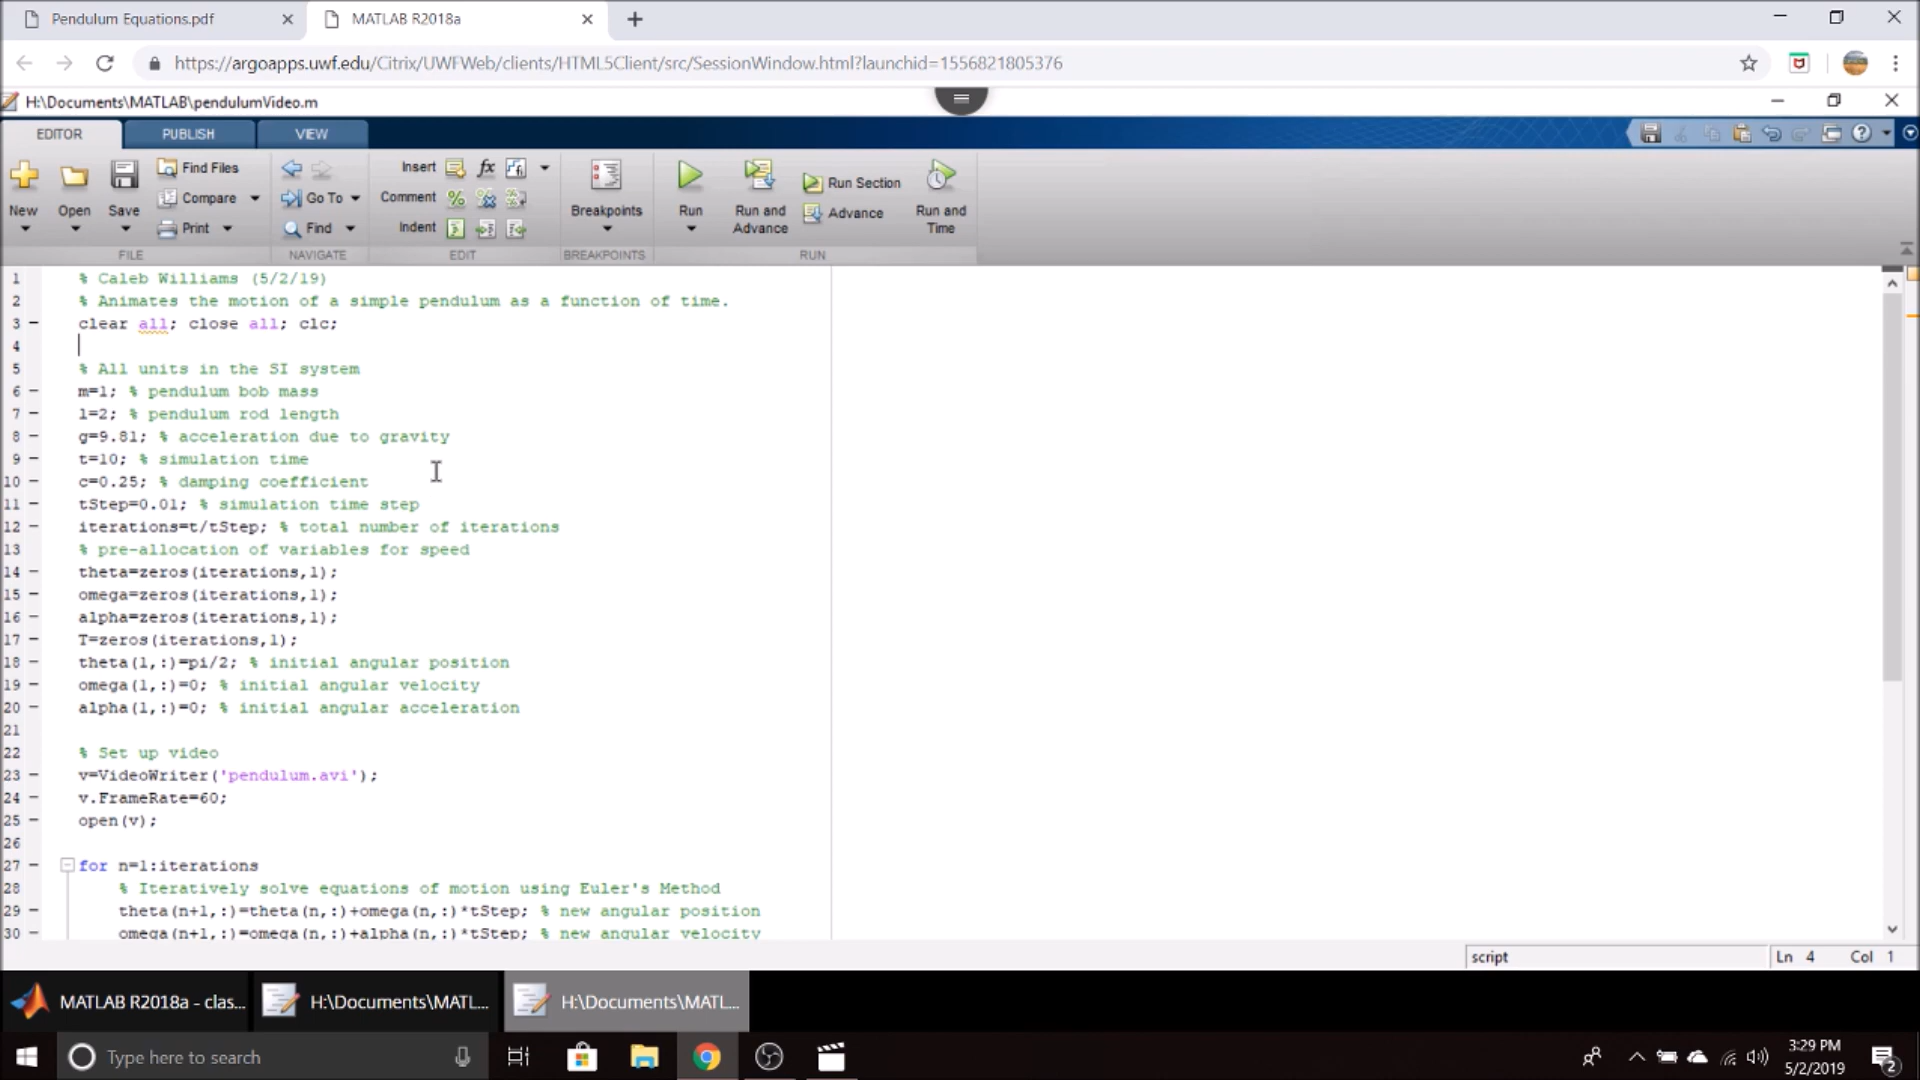 Pendulum Equations.pdf
MATLAB R2018a
https://argoapps.uwf.edu/Citrix/UWFWeb/clients/HTML5Client/src/SessionWindow.html?launchid=1556821805376
H:\Documents\MATLAB\pendulumVideo.m
EDITOR PUBLISH VIEW
New Open Save Find Files Compare Print
Go To Find
Insert fx
Comment
Indent
Breakpoints
Run Run and Advance Run Section Advance Run and Time
FILE NAVIGATE EDIT BREAKPOINTS RUN
1 % Caleb Williams (5/2/19)
2 % Animates the motion of a simple pendulum as a function of time.
3 – clear all; close all; clc;
4
5 % All units in the SI system
6 – m=1; % pendulum bob mass
7 – l=2; % pendulum rod length
8 – g=9.81; % acceleration due to gravity
9 – t=10; % simulation time
10 – c=0.25; % damping coefficient
11 – tStep=0.01; % simulation time step
12 – iterations=t/tStep; % total number of iterations
13 % pre-allocation of variables for speed
14 – theta=zeros(iterations,1);
15 – omega=zeros(iterations,1);
16 – alpha=zeros(iterations,1);
17 – T=zeros(iterations,1);
18 – theta(1,:)=pi/2; % initial angular position
19 – omega(1,:)=0; % initial angular velocity
20 – alpha(1,:)=0; % initial angular acceleration
21
22 % Set up video
23 – v=VideoWriter('pendulum.avi');
24 – v.FrameRate=60;
25 – open(v);
26
27 – for n=1:iterations
28 % Iteratively solve equations of motion using Euler's Method
29 – theta(n+1,:)=theta(n,:)+omega(n,:)*tStep; % new angular position
30 – omega(n+1,:)=omega(n,:)+alpha(n,:)*tStep; % new angular velocity
script Ln 4 Col 1
MATLAB R2018a - clas... H:\Documents\MATL... H:\Documents\MATL...
Type here to search
3:29 PM
5/2/2019
2